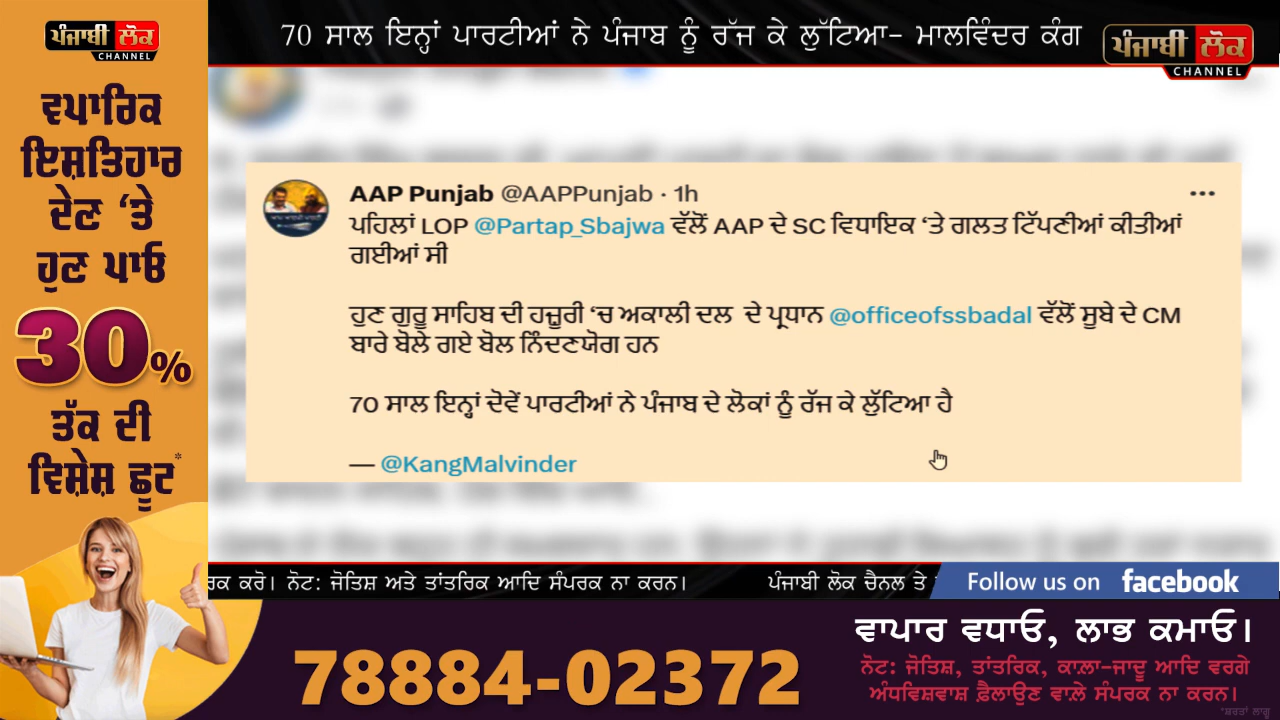 ਪੰਜਾਬੀ ਲੋਕ
CHANNEL
70 ਸਾਲ ਇਨ੍ਹਾਂ ਪਾਰਟੀਆਂ ਨੇ ਪੰਜਾਬ ਨੂੰ ਰੱਜ ਕੇ ਲੁੱਟਿਆ- ਮਾਲਵਿੰਦਰ ਕੰਗ
ਪੰਜਾਬੀ ਲੋਕ
CHANNEL
ਵਪਾਰਿਕ
ਇਸ਼ਤਿਹਾਰ
ਦੇਣ ‘ਤੇ
ਹੁਣ ਪਾਓ
30%
ਤੱਕ ਦੀ
ਵਿਸ਼ੇਸ਼ ਛੂਟ*
AAP Punjab @AAPPunjab · 1h
ਪਹਿਲਾਂ LOP @Partap_Sbajwa ਵੱਲੋਂ AAP ਦੇ SC ਵਿਧਾਇਕ ‘ਤੇ ਗਲਤ ਟਿੱਪਣੀਆਂ ਕੀਤੀਆਂ
ਗਈਆਂ ਸੀ
ਹੁਣ ਗੁਰੂ ਸਾਹਿਬ ਦੀ ਹਜ਼ੂਰੀ ‘ਚ ਅਕਾਲੀ ਦਲ ਦੇ ਪ੍ਰਧਾਨ @officeofssbadal ਵੱਲੋਂ ਸੂਬੇ ਦੇ CM
ਬਾਰੇ ਬੋਲੇ ਗਏ ਬੋਲ ਨਿੰਦਣਯੋਗ ਹਨ
70 ਸਾਲ ਇਨ੍ਹਾਂ ਦੋਵੇਂ ਪਾਰਟੀਆਂ ਨੇ ਪੰਜਾਬ ਦੇ ਲੋਕਾਂ ਨੂੰ ਰੱਜ ਕੇ ਲੁੱਟਿਆ ਹੈ
— @KangMalvinder
ਕਰੋ। ਨੋਟ: ਜੋਤਿਸ਼ ਅਤੇ ਤਾਂਤਰਿਕ ਆਦਿ ਸੰਪਰਕ ਨਾ ਕਰਨ। ਪੰਜਾਬੀ ਲੋਕ ਚੈਨਲ ਤੇ
Follow us on facebook
78884-02372
ਵਾਪਾਰ ਵਧਾਓ, ਲਾਭ ਕਮਾਓ।
ਨੋਟ: ਜੋਤਿਸ਼, ਤਾਂਤਰਿਕ, ਕਾਲਾ-ਜਾਦੂ ਆਦਿ ਵਰਗੇ
ਅੰਧਵਿਸ਼ਵਾਸ਼ ਫ਼ੈਲਾਉਣ ਵਾਲੇ ਸੰਪਰਕ ਨਾ ਕਰਨ।
*ਸ਼ਰਤਾਂ ਲਾਗੂ